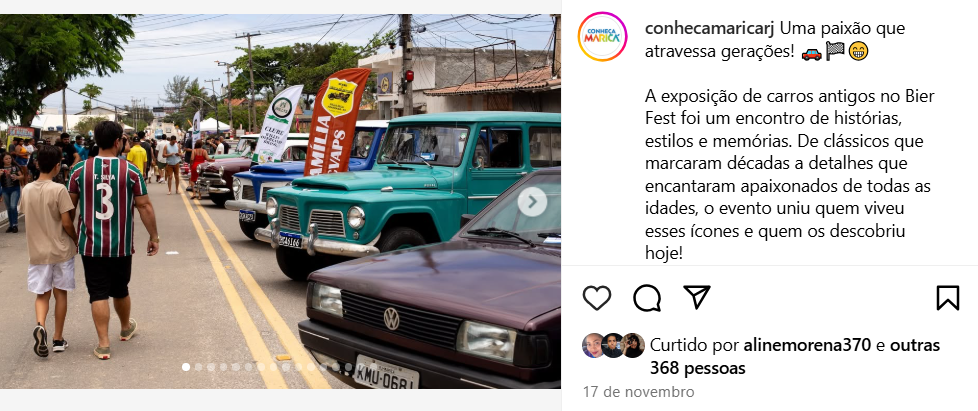 conhecamaricarj Uma paixão que
atravessa gerações! 🚗🏁😁
A exposição de carros antigos no Bier
Fest foi um encontro de histórias,
estilos e memórias. De clássicos que
marcaram décadas a detalhes que
encantaram apaixonados de todas as
idades, o evento uniu quem viveu
esses ícones e quem os descobriu
hoje!
Curtido por alinemorena370 e outras
368 pessoas
17 de novembro
CONHEÇA
MARICÁ
T. SILVA
3
CLUBE
FAMÍLIA
EVAPS
KMU-0681